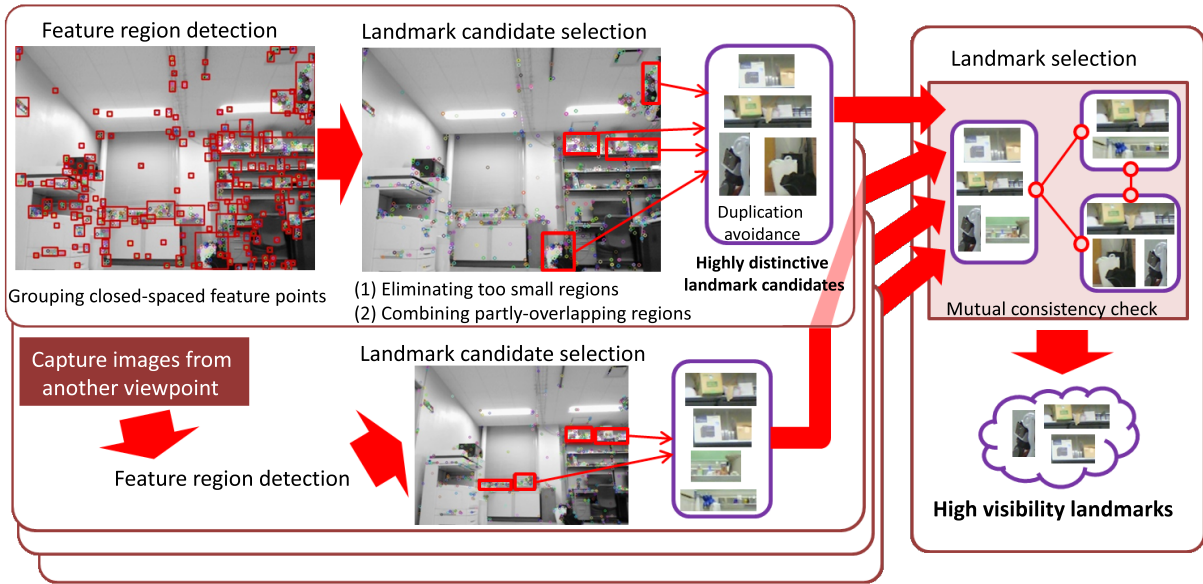 Feature region detection
Grouping closed-spaced feature points
Landmark candidate selection
(1) Eliminating too small regions
(2) Combining partly-overlapping regions
Duplication
avoidance
Highly distinctive
landmark candidates
Capture images from
another viewpoint
Feature region detection
Landmark candidate selection
Landmark selection
Mutual consistency check
High visibility landmarks